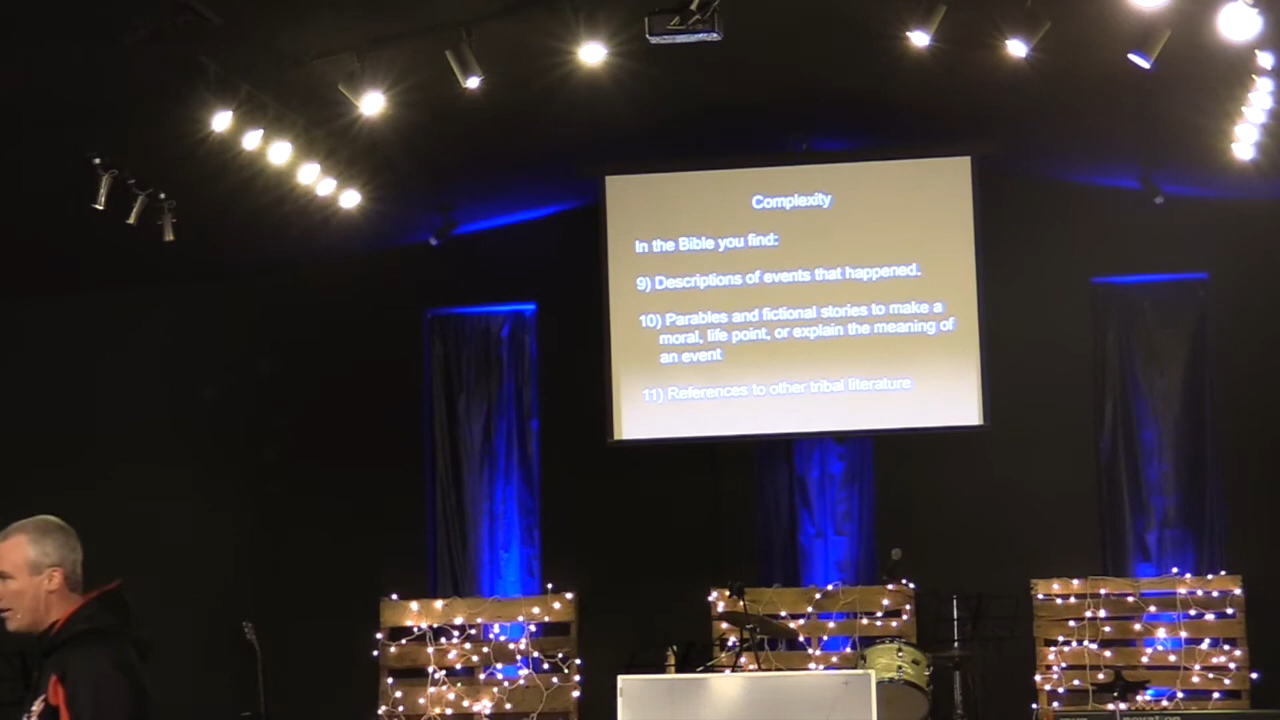 Complexity
In the Bible you find:
9) Descriptions of events that happened.
10) Parables and fictional stories to make a
moral, life point, or explain the meaning of
an event
11) References to other tribal literature